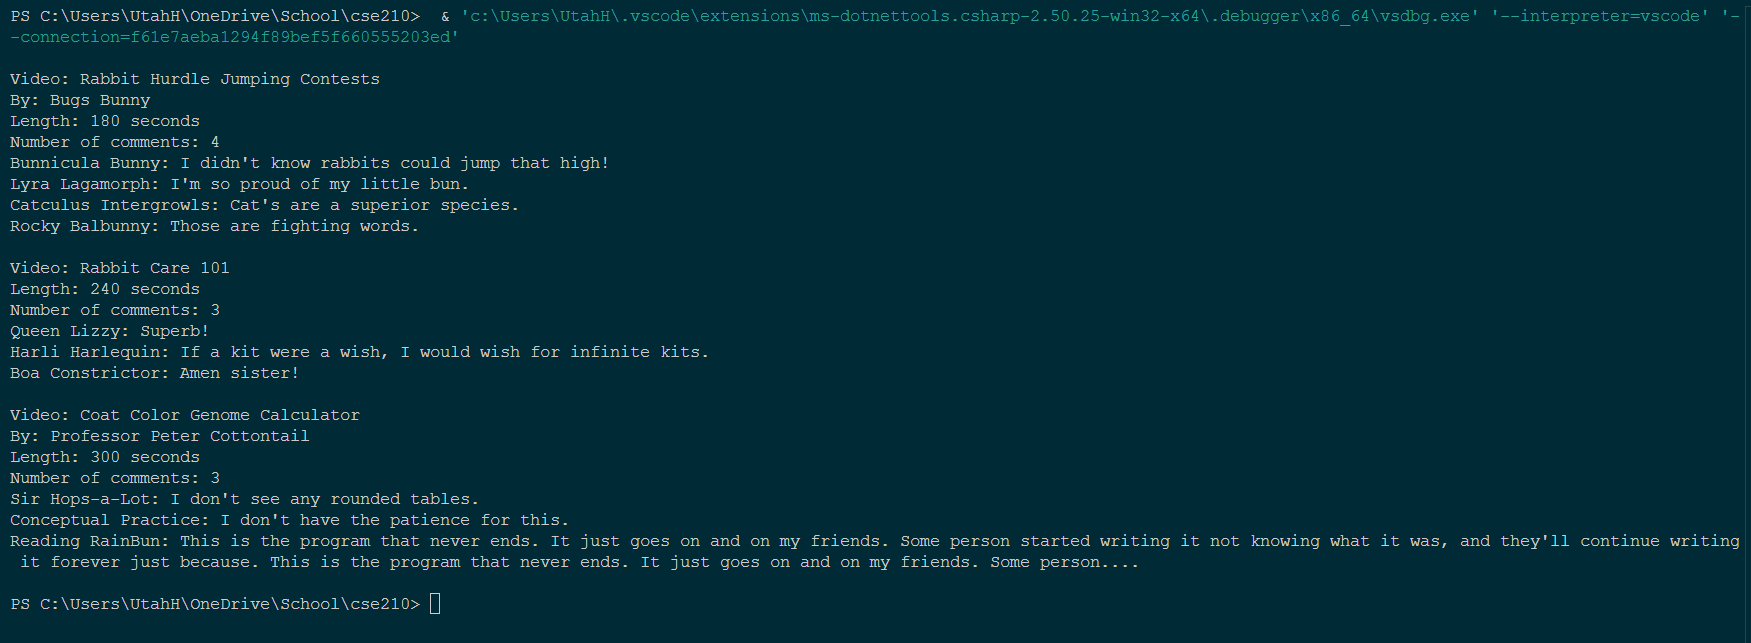 PS C:\Users\UtahH\OneDrive\School\cse210>  & 'c:\Users\UtahH\.vscode\extensions\ms-dotnettools.csharp-2.50.25-win32-x64\.debugger\x86_64\vsdbg.exe' '--interpreter=vscode' '-
-connection=f61e7aeba1294f89bef5f660555203ed'
Video: Rabbit Hurdle Jumping Contests
By: Bugs Bunny
Length: 180 seconds
Number of comments: 4
Bunnicula Bunny: I didn't know rabbits could jump that high!
Lyra Lagamorph: I'm so proud of my little bun.
Catculus Intergrowls: Cat's are a superior species.
Rocky Balbunny: Those are fighting words.
Video: Rabbit Care 101
Length: 240 seconds
Number of comments: 3
Queen Lizzy: Superb!
Harli Harlequin: If a kit were a wish, I would wish for infinite kits.
Boa Constrictor: Amen sister!
Video: Coat Color Genome Calculator
By: Professor Peter Cottontail
Length: 300 seconds
Number of comments: 3
Sir Hops-a-Lot: I don't see any rounded tables.
Conceptual Practice: I don't have the patience for this.
Reading RainBun: This is the program that never ends. It just goes on and on my friends. Some person started writing it not knowing what it was, and they'll continue writing
 it forever just because. This is the program that never ends. It just goes on and on my friends. Some person....
PS C:\Users\UtahH\OneDrive\School\cse210>